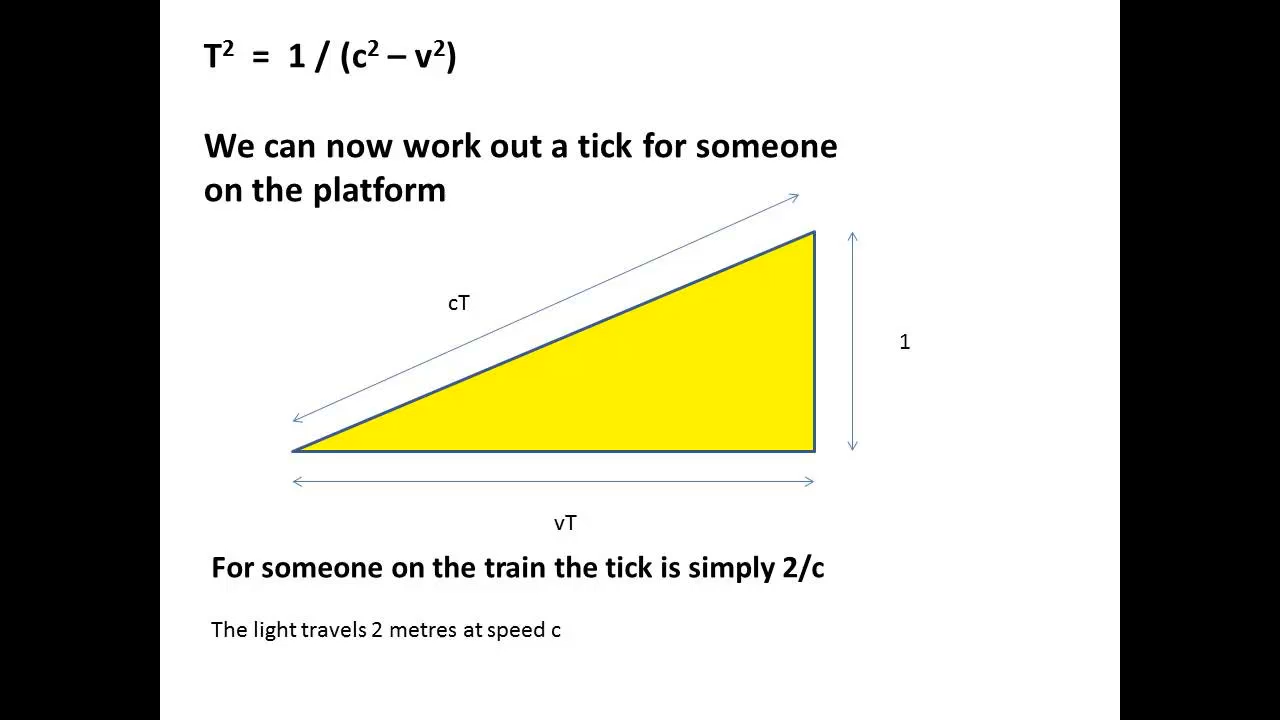 T² = 1 / (c² – v²)
We can now work out a tick for someone
on the platform
cT
1
vT
For someone on the train the tick is simply 2/c
The light travels 2 metres at speed c